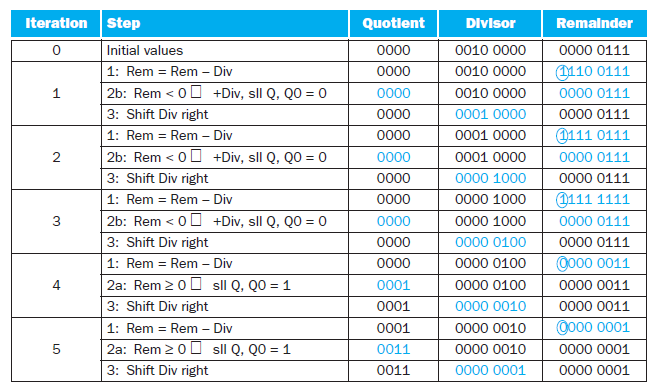 Iteration Step Quotient Divisor Remainder
0 Initial values 0000 0010 0000 0000 0111
1: Rem = Rem – Div 0000 0010 0000 1110 0111
1 2b: Rem < 0 □ +Div, sll Q, Q0 = 0 0000 0010 0000 0000 0111
3: Shift Div right 0000 0001 0000 0000 0111
1: Rem = Rem – Div 0000 0001 0000 1111 0111
2 2b: Rem < 0 □ +Div, sll Q, Q0 = 0 0000 0001 0000 0000 0111
3: Shift Div right 0000 0000 1000 0000 0111
1: Rem = Rem – Div 0000 0000 1000 1111 1111
3 2b: Rem < 0 □ +Div, sll Q, Q0 = 0 0000 0000 1000 0000 0111
3: Shift Div right 0000 0000 0100 0000 0111
1: Rem = Rem – Div 0000 0000 0100 0000 0011
4 2a: Rem ≥ 0 □ sll Q, Q0 = 1 0001 0000 0100 0000 0011
3: Shift Div right 0001 0000 0010 0000 0011
1: Rem = Rem – Div 0001 0000 0010 0000 0001
5 2a: Rem ≥ 0 □ sll Q, Q0 = 1 0011 0000 0010 0000 0001
3: Shift Div right 0011 0000 0001 0000 0001